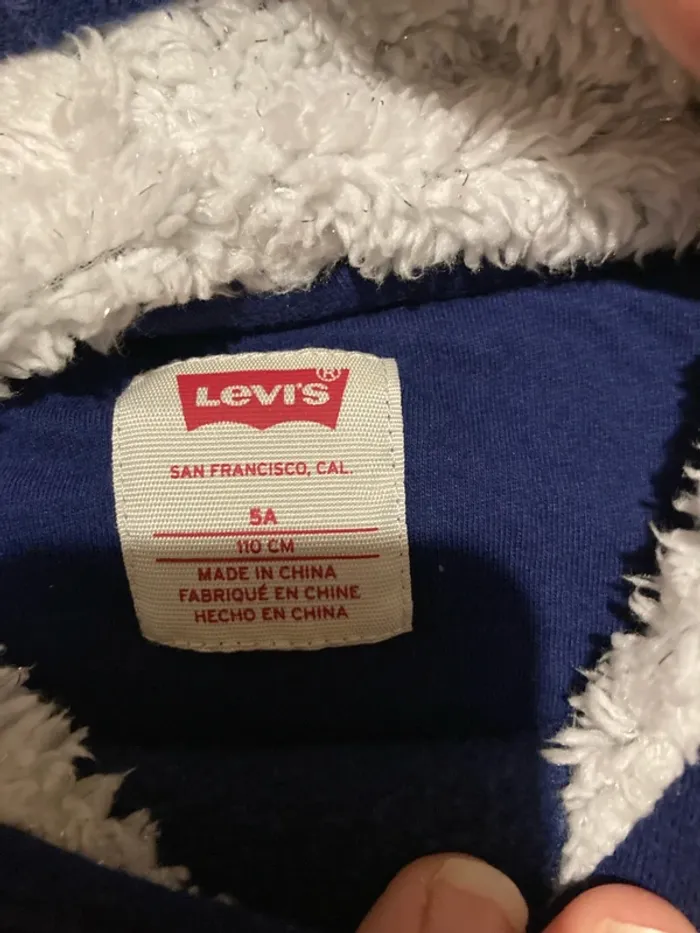 Levi's ®
SAN FRANCISCO, CAL.
5A
110 CM
MADE IN CHINA
FABRIQUÉ EN CHINE
HECHO EN CHINA